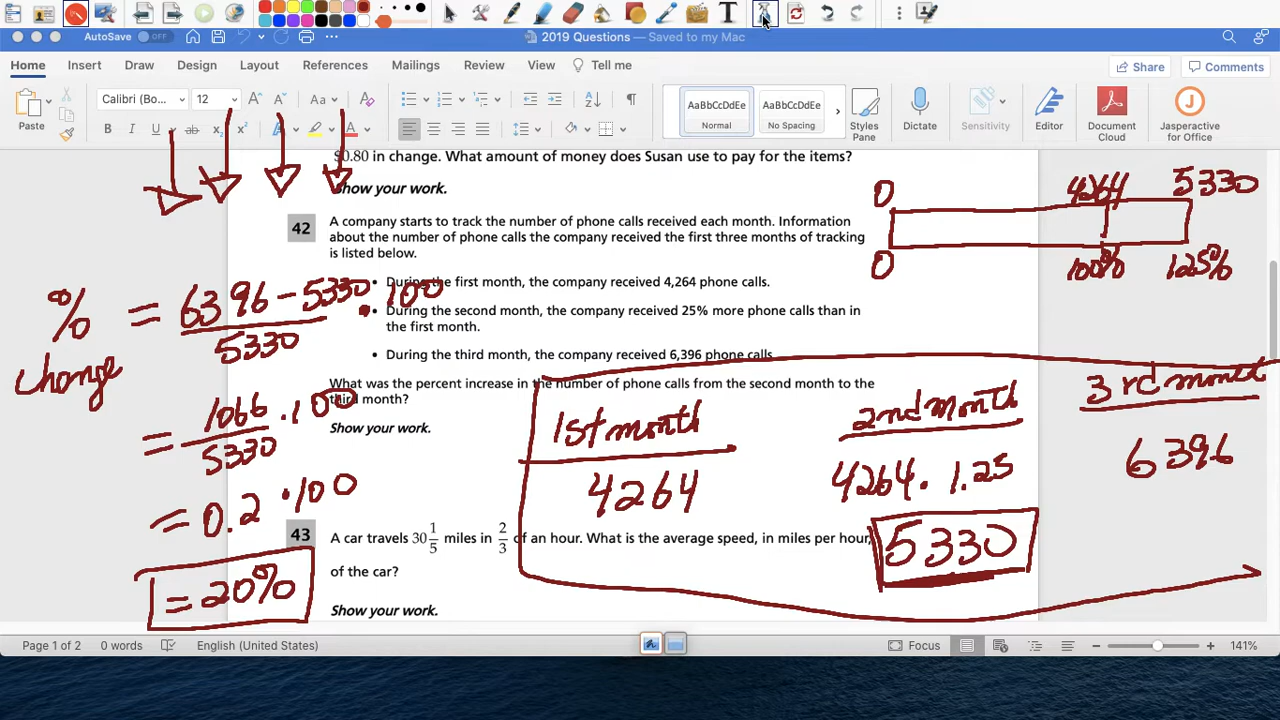 AutoSave OFF
2019 Questions — Saved to my Mac
Home Insert Draw Design Layout References Mailings Review View Tell me Share Comments
Paste
Calibri (Bo... 12
AaBbCcDdEe AaBbCcDdEe
Normal No Spacing
Styles Pane Dictate Sensitivity Editor Document Cloud Jasperactive for Office
$0.80 in change. What amount of money does Susan use to pay for the items?
Show your work.
0 4264 5330
0 100% 125%
42 A company starts to track the number of phone calls received each month. Information
about the number of phone calls the company received the first three months of tracking
is listed below.
• During the first month, the company received 4,264 phone calls.
• During the second month, the company received 25% more phone calls than in
the first month.
• During the third month, the company received 6,396 phone calls.
What was the percent increase in the number of phone calls from the second month to the
third month?
Show your work.
% change = 6396 - 5330 / 5330 • 100
= 1066 / 5330 • 100
= 0.2 • 100
= 20%
1st month 2nd month 3rd month
4264 4264 • 1.25 6396
5330
43 A car travels 30 1/5 miles in 2/3 of an hour. What is the average speed, in miles per hour,
of the car?
Show your work.
Page 1 of 2 0 words English (United States) Focus 141%